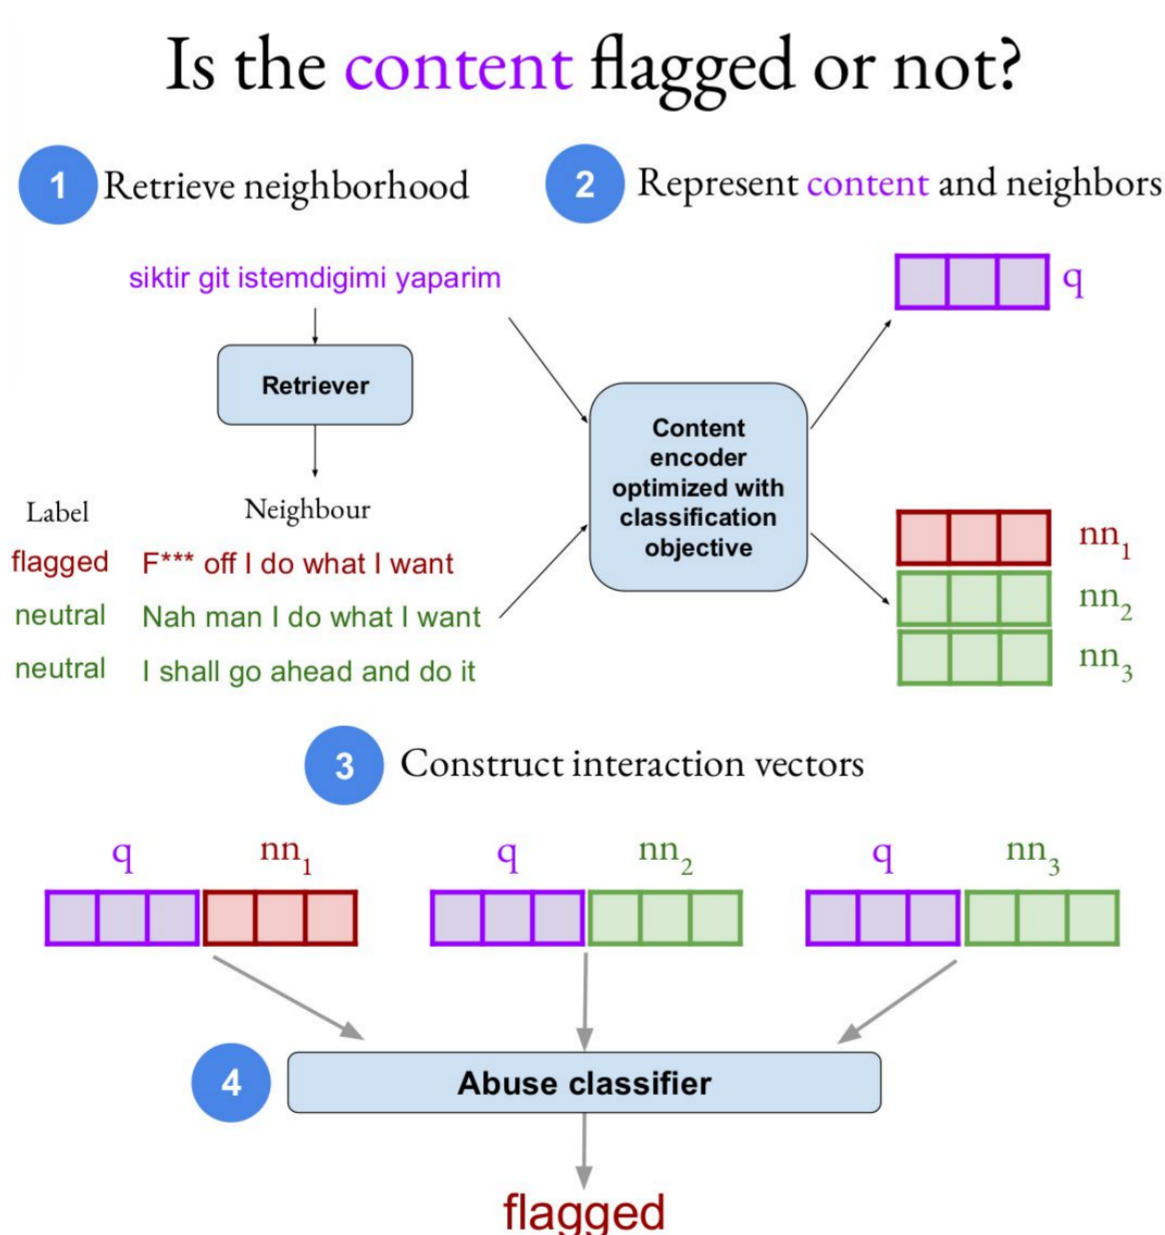 Is the content flagged or not?
1 Retrieve neighborhood
2 Represent content and neighbors
siktir git istemdigimi yaparim
q
Retriever
Content
encoder
optimized with
classification
objective
Label Neighbour
flagged F*** off I do what I want
neutral Nah man I do what I want
neutral I shall go ahead and do it
nn1
nn2
nn3
3 Construct interaction vectors
q nn1 q nn2 q nn3
4 Abuse classifier
flagged